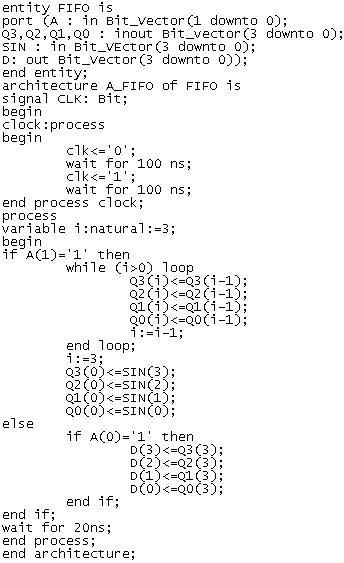 entity FIFO is
port (A : in Bit_Vector(1 downto 0);
Q3,Q2,Q1,Q0 : inout Bit_vector(3 downto 0);
SIN : in Bit_VEctor(3 downto 0);
D: out Bit_Vector(3 downto 0));
end entity;
architecture A_FIFO of FIFO is
signal CLK: Bit;
begin
clock:process
begin
clk<='0';
wait for 100 ns;
clk<='1';
wait for 100 ns;
end process clock;
process
variable i:natural:=3;
begin
if A(1)='1' then
while (i>0) loop
Q3(i)<=Q3(i-1);
Q2(i)<=Q2(i-1);
Q1(i)<=Q1(i-1);
Q0(i)<=Q0(i-1);
i:=i-1;
end loop;
i:=3;
Q3(0)<=SIN(3);
Q2(0)<=SIN(2);
Q1(0)<=SIN(1);
Q0(0)<=SIN(0);
else
if A(0)='1' then
D(3)<=Q3(3);
D(2)<=Q2(3);
D(1)<=Q1(3);
D(0)<=Q0(3);
end if;
end if;
wait for 20ns;
end process;
end architecture;